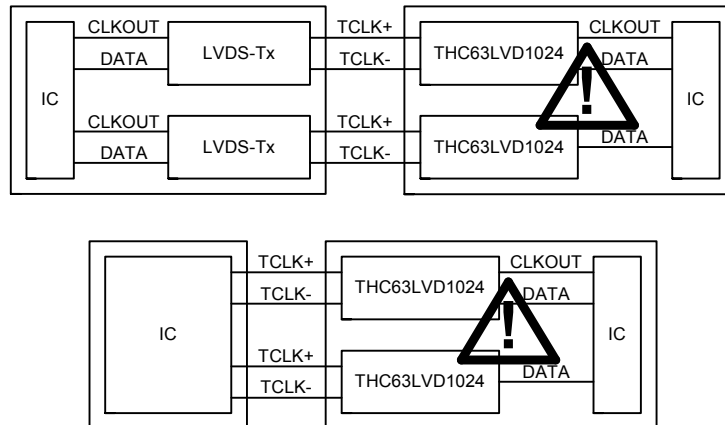 CLKOUT TCLK+ CLKOUT
LVDS-Tx THC63LVD1024
DATA TCLK- DATA
IC IC
!
CLKOUT TCLK+
LVDS-Tx THC63LVD1024 DATA
DATA TCLK-
TCLK+ CLKOUT
THC63LVD1024
TCLK- DATA
IC ! IC
TCLK+
THC63LVD1024 DATA
TCLK-